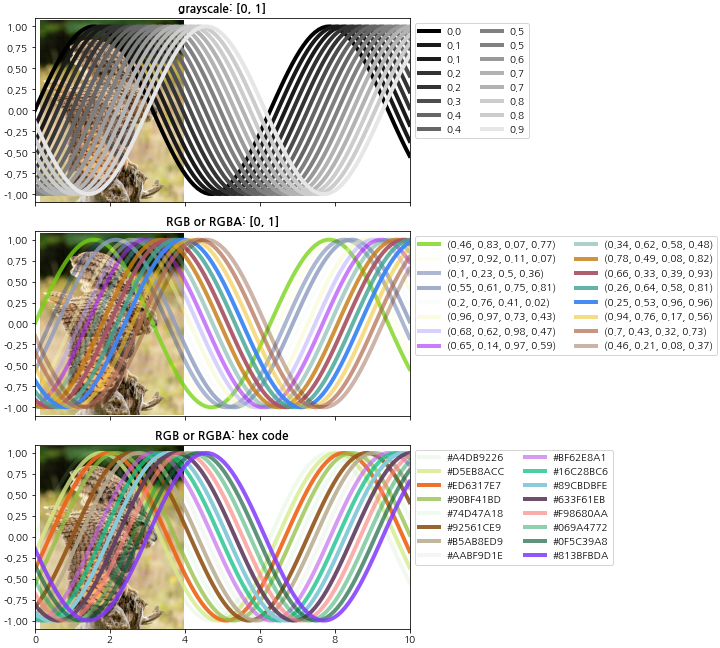 grayscale: [0, 1]
1,00
0,75
0,50
0,25
0,00
-0,25
-0,50
-0,75
-1,00
0,0 0,5
0,1 0,5
0,1 0,6
0,2 0,7
0,2 0,7
0,3 0,8
0,4 0,8
0,4 0,9
RGB or RGBA: [0, 1]
1,00
0,75
0,50
0,25
0,00
-0,25
-0,50
-0,75
-1,00
(0.46, 0.83, 0.07, 0.77) (0.34, 0.62, 0.58, 0.48)
(0.97, 0.92, 0.11, 0.07) (0.78, 0.49, 0.08, 0.82)
(0.1, 0.23, 0.5, 0.36) (0.66, 0.33, 0.39, 0.93)
(0.55, 0.61, 0.75, 0.81) (0.26, 0.64, 0.58, 0.81)
(0.2, 0.76, 0.41, 0.02) (0.25, 0.53, 0.96, 0.96)
(0.96, 0.97, 0.73, 0.43) (0.94, 0.76, 0.17, 0.56)
(0.68, 0.62, 0.98, 0.47) (0.7, 0.43, 0.32, 0.73)
(0.65, 0.14, 0.97, 0.59) (0.46, 0.21, 0.08, 0.37)
RGB or RGBA: hex code
1,00
0,75
0,50
0,25
0,00
-0,25
-0,50
-0,75
-1,00
0 2 4 6 8 10
#A4DB9226 #BF62E8A1
#D5EB8ACC #16C28BC6
#ED6317E7 #89CBDBFE
#90BF41BD #633F61EB
#74D47A18 #F98680AA
#92561CE9 #069A4772
#B5AB8ED9 #0F5C39A8
#AABF9D1E #813BFBDA